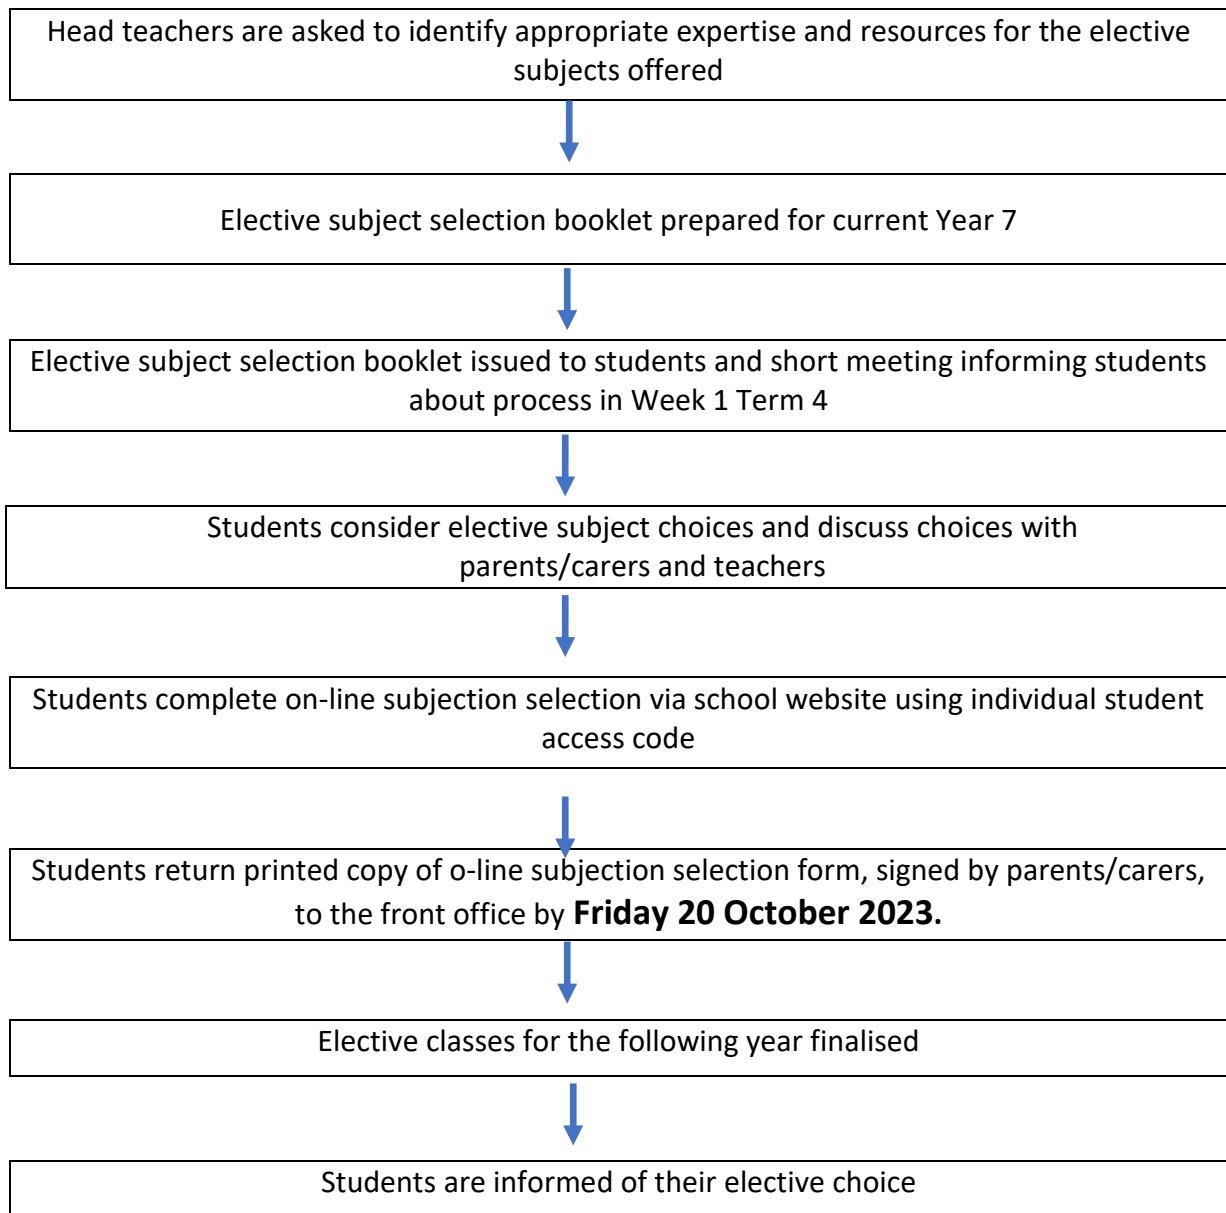 Head teachers are asked to identify appropriate expertise and resources for the elective
subjects offered
Elective subject selection booklet prepared for current Year 7
Elective subject selection booklet issued to students and short meeting informing students
about process in Week 1 Term 4
Students consider elective subject choices and discuss choices with
parents/carers and teachers
Students complete on-line subjection selection via school website using individual student
access code
Students return printed copy of o-line subjection selection form, signed by parents/carers,
to the front office by Friday 20 October 2023.
Elective classes for the following year finalised
Students are informed of their elective choice